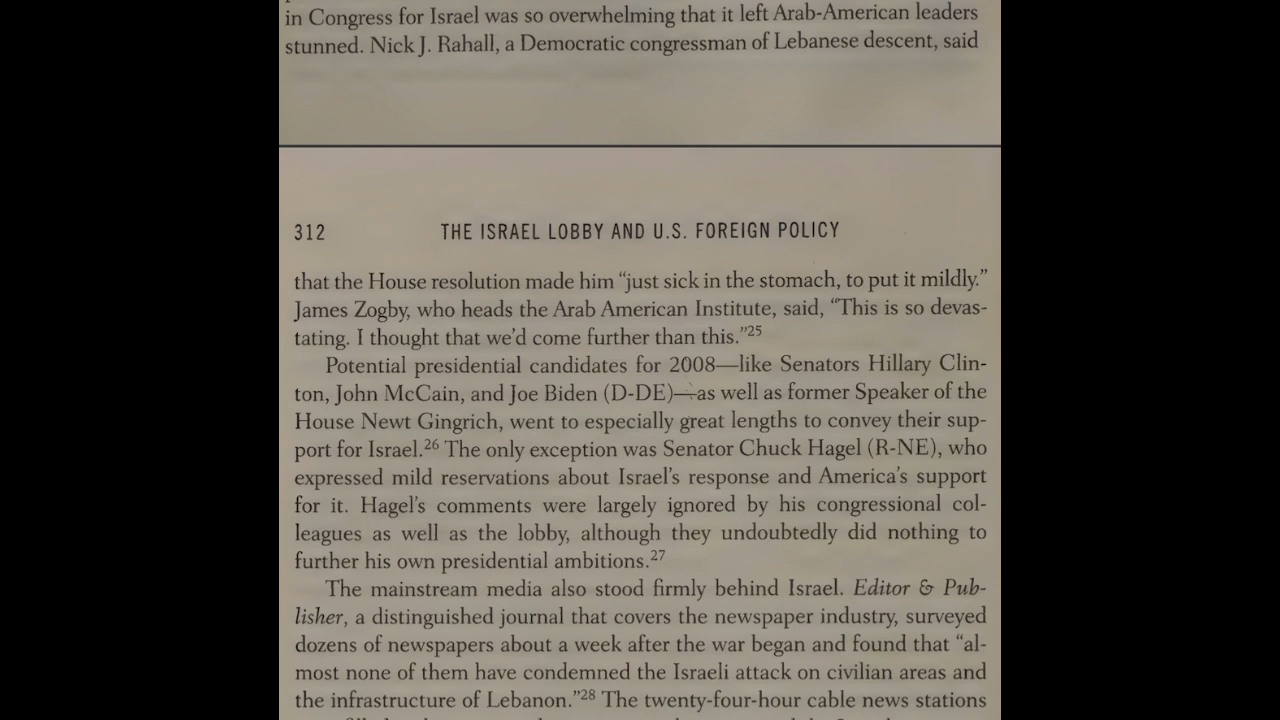 in Congress for Israel was so overwhelming that it left Arab-American leaders
stunned. Nick J. Rahall, a Democratic congressman of Lebanese descent, said
312 THE ISRAEL LOBBY AND U.S. FOREIGN POLICY
that the House resolution made him “just sick in the stomach, to put it mildly.”
James Zogby, who heads the Arab American Institute, said, “This is so devas-
tating. I thought that we’d come further than this.”25
Potential presidential candidates for 2008—like Senators Hillary Clin-
ton, John McCain, and Joe Biden (D-DE)—as well as former Speaker of the
House Newt Gingrich, went to especially great lengths to convey their sup-
port for Israel.26 The only exception was Senator Chuck Hagel (R-NE), who
expressed mild reservations about Israel’s response and America’s support
for it. Hagel’s comments were largely ignored by his congressional col-
leagues as well as the lobby, although they undoubtedly did nothing to
further his own presidential ambitions.27
The mainstream media also stood firmly behind Israel. Editor & Pub-
lisher, a distinguished journal that covers the newspaper industry, surveyed
dozens of newspapers about a week after the war began and found that “al-
most none of them have condemned the Israeli attack on civilian areas and
the infrastructure of Lebanon.”28 The twenty-four-hour cable news stations